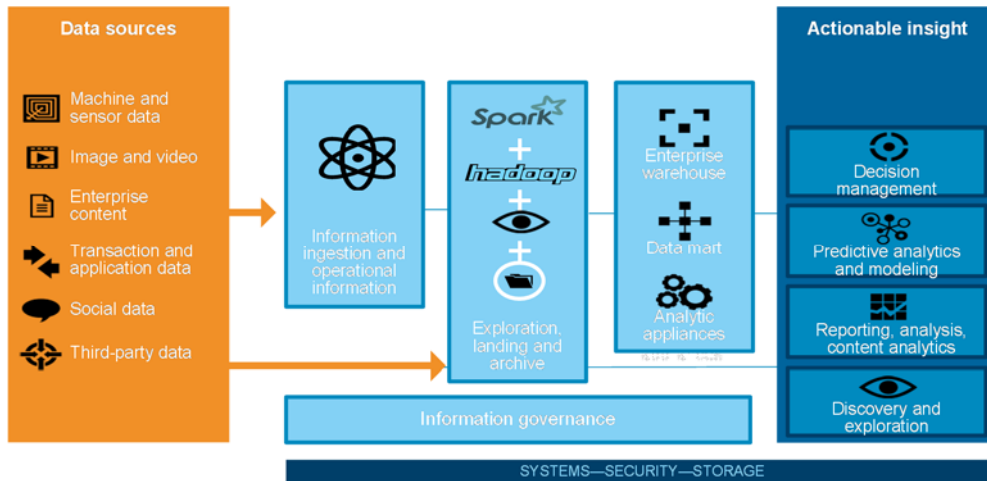 Data sources
Machine and
sensor data
Image and video
Enterprise
content
Transaction and
application data
Social data
Third-party data
Information
ingestion and
operational
information
Spark
+
hadoop
+
+
Exploration,
landing and
archive
Enterprise
warehouse
Data mart
Analytic
appliances
Information governance
Actionable insight
Decision
management
Predictive analytics
and modeling
Reporting, analysis,
content analytics
Discovery and
exploration
SYSTEMS—SECURITY—STORAGE